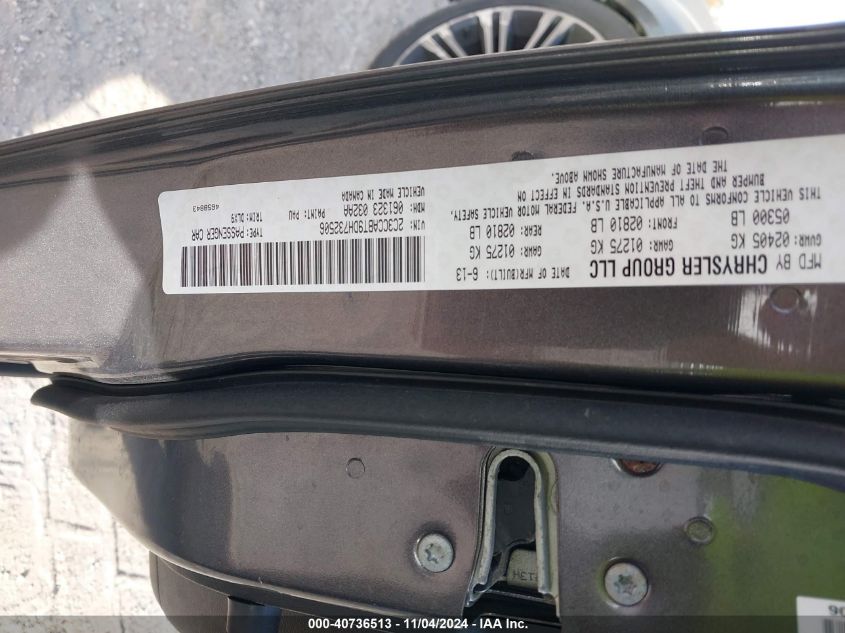 MFD BY CHRYSLER GROUP LLC DATE OF MFR(BUILT): 6-13
GVWR: 02405 KG GAWR: 01275 KG GAWR: 01275 KG
05300 LB FRONT: 02810 LB REAR: 02810 LB
THIS VEHICLE CONFORMS TO ALL APPLICABLE U.S.A. FEDERAL MOTOR VEHICLE SAFETY,
BUMPER AND THEFT PREVENTION STANDARDS IN EFFECT ON
THE DATE OF MANUFACTURE SHOWN ABOVE.
VIN: 2C3CCABT9DH732506 TYPE: PASSENGER CAR
MDH: 061323 032AA PAINT: PAU TRIM: DLX9
VEHICLE MADE IN CANADA 4658843
000-40736513 - 11/04/2024 - IAA Inc.